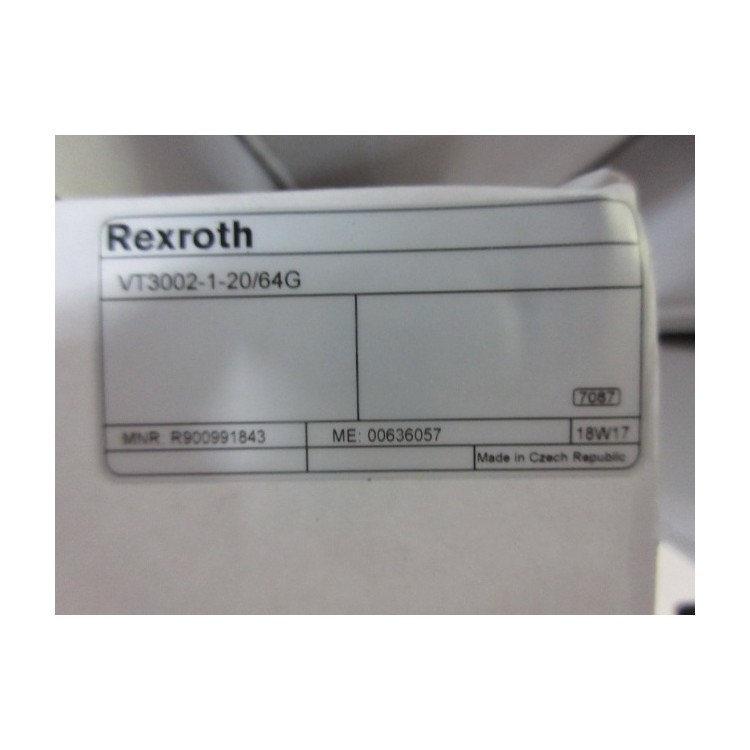 Rexroth
VT3002-1-20/64G
7087
MNR: R900991843
ME: 00636057
18W17
Made in Czech Republic